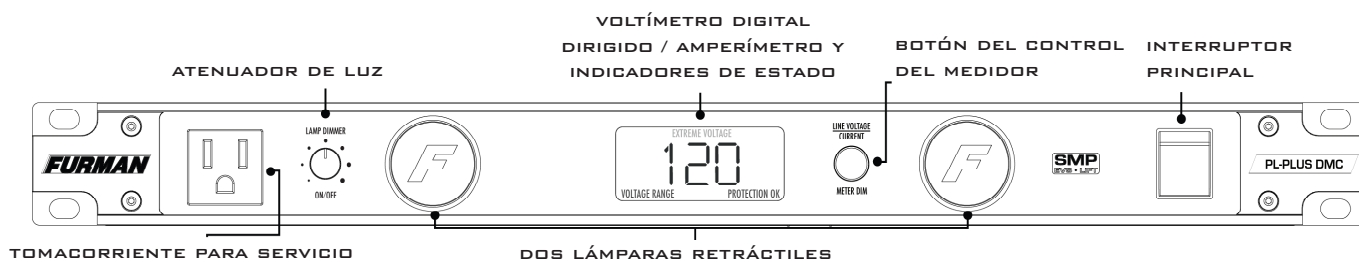 VOLTÍMETRO DIGITAL
DIRIGIDO / AMPERÍMETRO Y
INDICADORES DE ESTADO
BOTÓN DEL CONTROL
DEL MEDIDOR
INTERRUPTOR
PRINCIPAL
ATENUADOR DE LUZ
FURMAN
LAMP DIMMER
ON/OFF
F
EXTREME VOLTAGE
120
VOLTAGE RANGE
PROTECTION OK
LINE VOLTAGE
CURRENT
METER DIM
F
SMP
EVS • LiFT
PL-PLUS DMC
TOMACORRIENTE PARA SERVICIO
DOS LÁMPARAS RETRÁCTILES